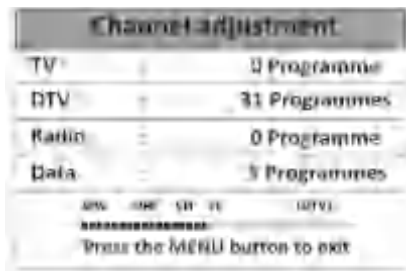 Channel adjustment
TV : 0 Programme
DTV : 31 Programmes
Radio : 0 Programme
Data : Programmes
Press the MENU button to exit